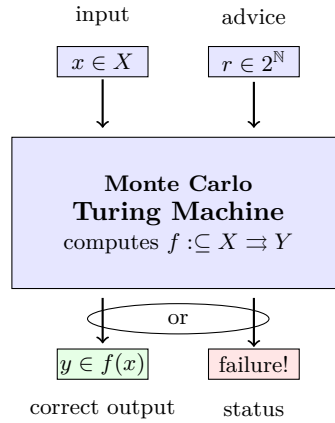 input advice
x ∈ X r ∈ 2^ℕ
Monte Carlo
Turing Machine
computes f :⊆ X ⇉ Y
or
y ∈ f(x) failure!
correct output status